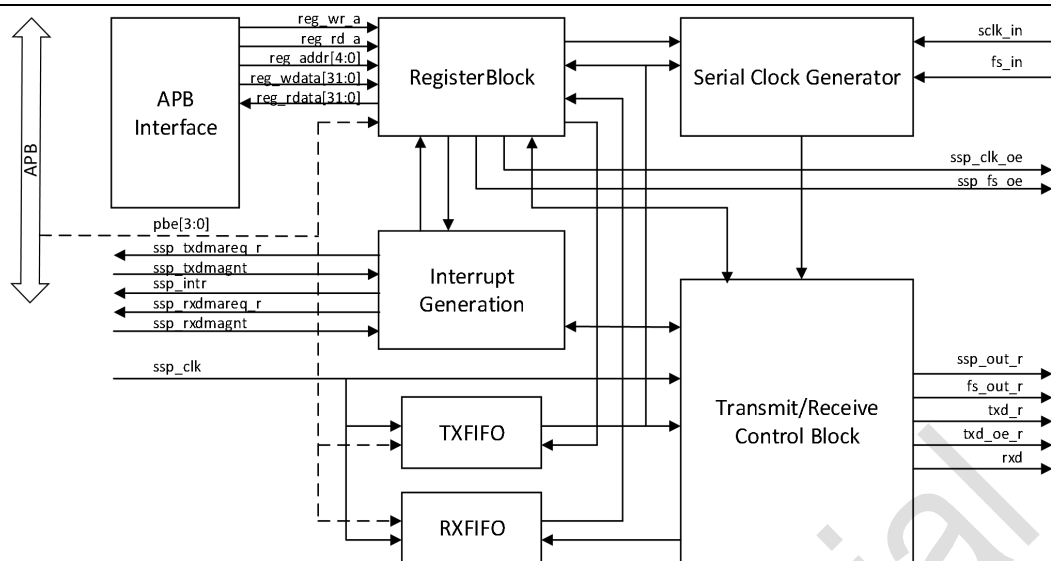 reg_wr_a
reg_rd_a
reg_addr[4:0]
reg_wdata[31:0]
reg_rdata[31:0]
APB
Interface
RegisterBlock
Serial Clock Generator
sclk_in
fs_in
APB
ssp_clk_oe
ssp_fs_oe
pbe[3:0]
ssp_txdmareq_r
ssp_txdmagnt
ssp_intr
ssp_rxdmareq_r
ssp_rxdmagnt
Interrupt
Generation
ssp_clk
TXFIFO
RXFIFO
Transmit/Receive
Control Block
ssp_out_r
fs_out_r
txd_r
txd_oe_r
rxd
ial